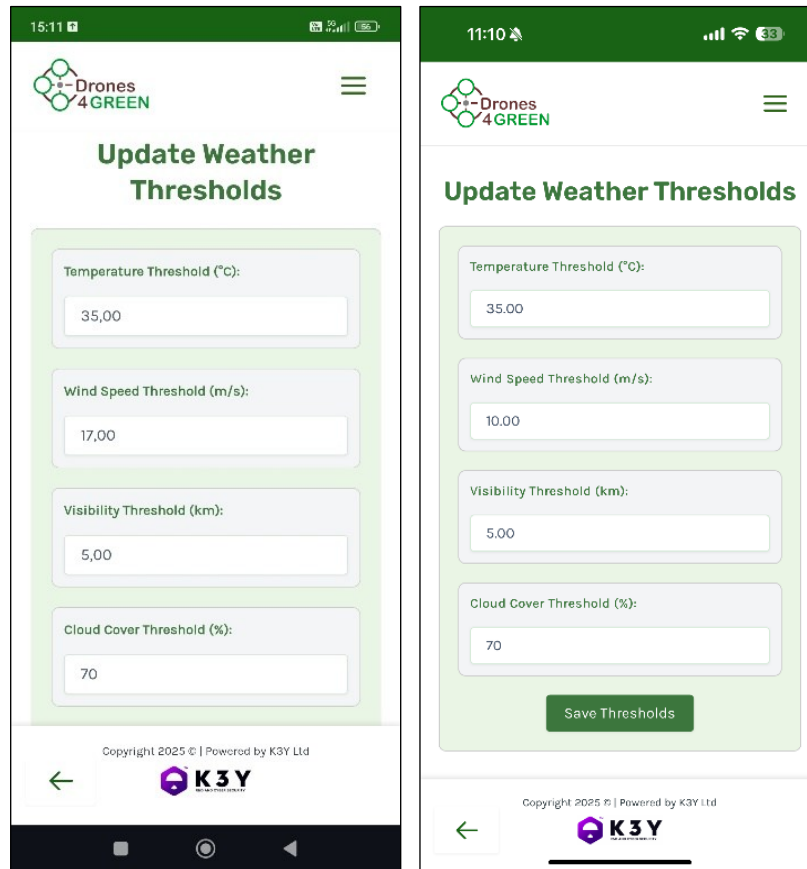 15:11
5G
56
Drones
4GREEN
Update Weather
Thresholds
Temperature Threshold (°C):
35,00
Wind Speed Threshold (m/s):
17,00
Visibility Threshold (km):
5,00
Cloud Cover Threshold (%):
70
Copyright 2025 © | Powered by K3Y Ltd
K3Y
11:10
33
Drones
4GREEN
Update Weather Thresholds
Temperature Threshold (°C):
35.00
Wind Speed Threshold (m/s):
10.00
Visibility Threshold (km):
5.00
Cloud Cover Threshold (%):
70
Save Thresholds
Copyright 2025 © | Powered by K3Y Ltd
K3Y